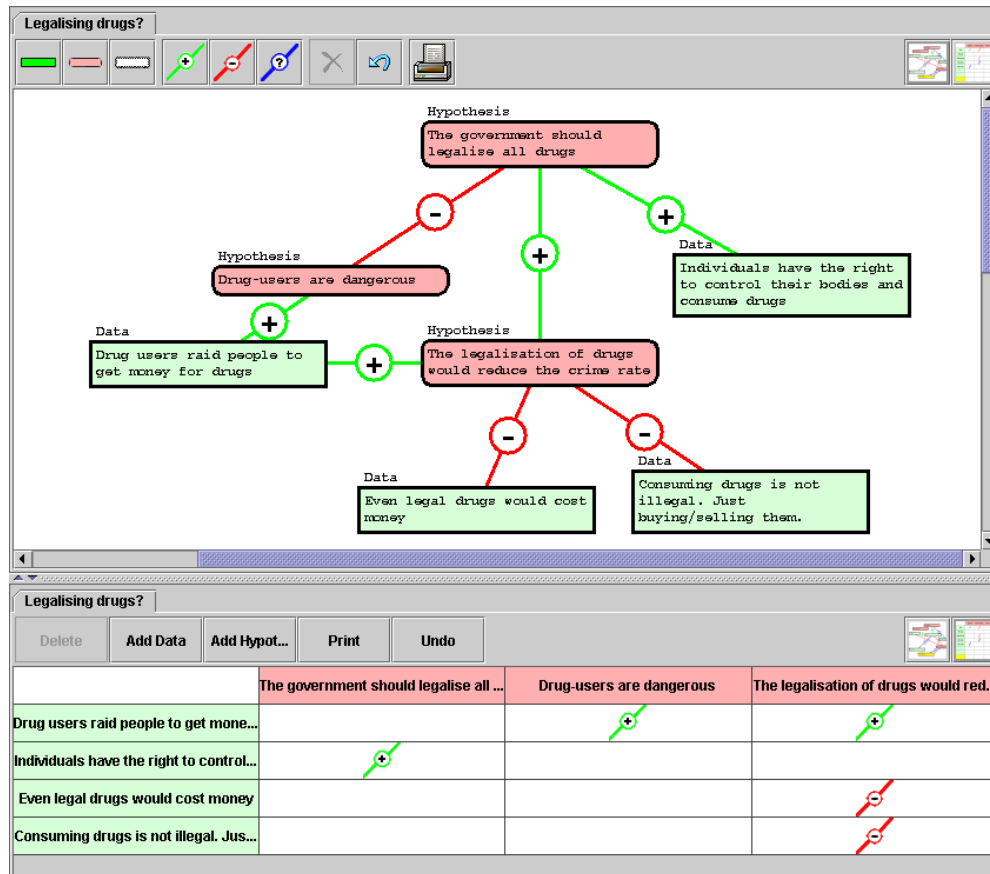 Legalising drugs?
+
-
?
Hypothesis
The government should
legalise all drugs
-
+
+
Data
Individuals have the right
to control their bodies and
consume drugs
Hypothesis
Drug-users are dangerous
+
Data
Drug users raid people to
get money for drugs
+
Hypothesis
The legalisation of drugs
would reduce the crime rate
-
-
Data
Even legal drugs would cost
money
Data
Consuming drugs is not
illegal. Just
buying/selling them.
Legalising drugs?
Delete Add Data Add Hypot... Print Undo
The government should legalise all ... Drug-users are dangerous The legalisation of drugs would red.
Drug users raid people to get mone... + +
Individuals have the right to control... +
Even legal drugs would cost money -
Consuming drugs is not illegal. Jus... -